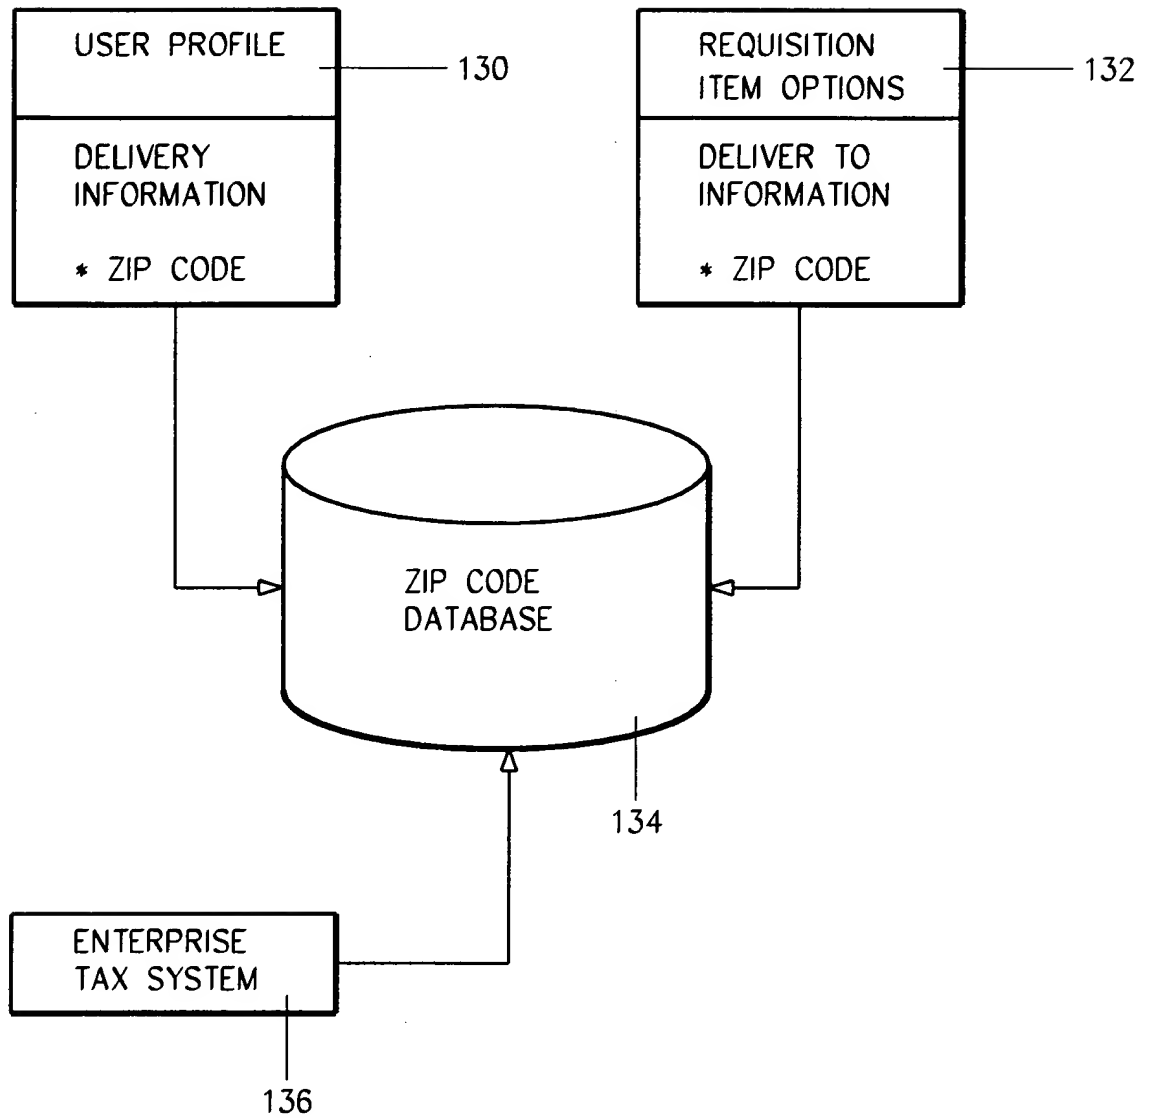 USER PROFILE
130
DELIVERY
INFORMATION
* ZIP CODE
REQUISITION
ITEM OPTIONS
132
DELIVER TO
INFORMATION
* ZIP CODE
ZIP CODE
DATABASE
134
ENTERPRISE
TAX SYSTEM
136